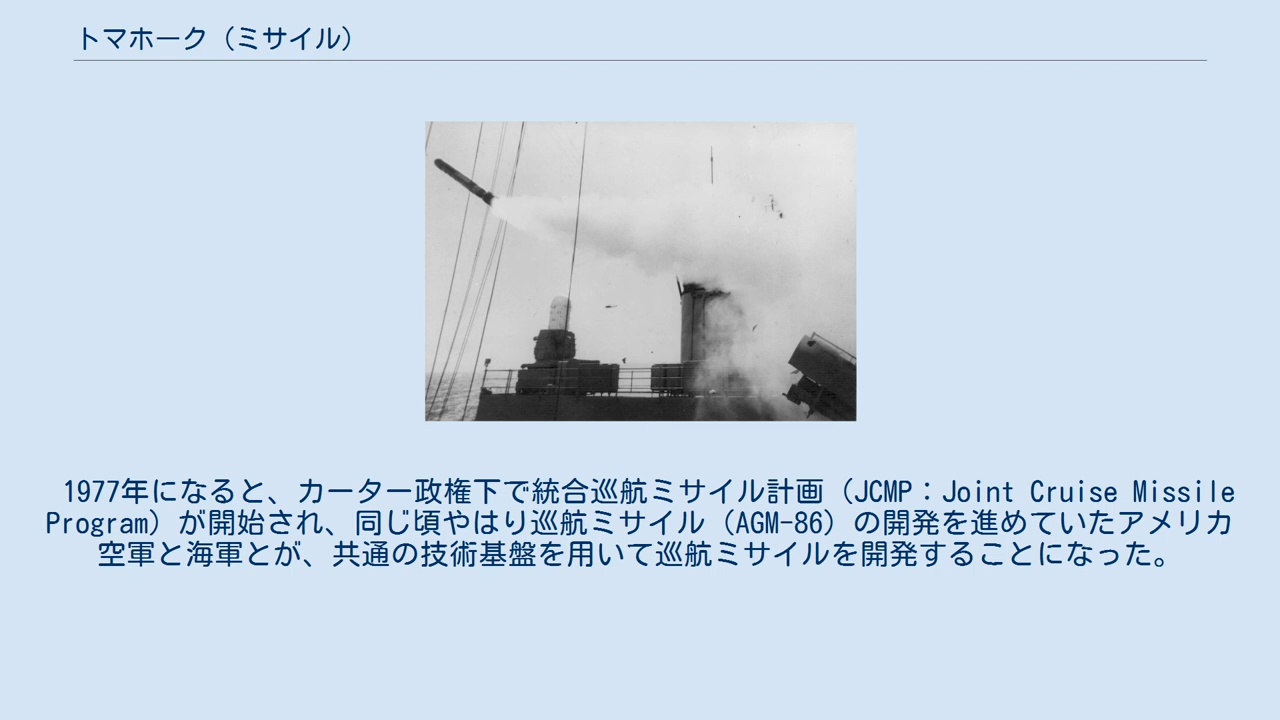 トマホーク（ミサイル）
1977年になると、カーター政権下で統合巡航ミサイル計画（JCMP：Joint Cruise Missile
Program）が開始され、同じ頃やはり巡航ミサイル（AGM-86）の開発を進めていたアメリカ
空軍と海軍とが、共通の技術基盤を用いて巡航ミサイルを開発することになった。